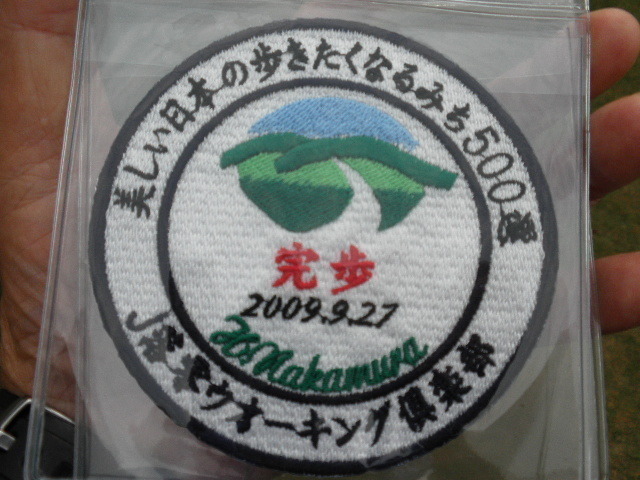 美しい日本の歩きたくなるみち500選
完歩
2009.9.27
Nakamura
ウオーキング倶楽部